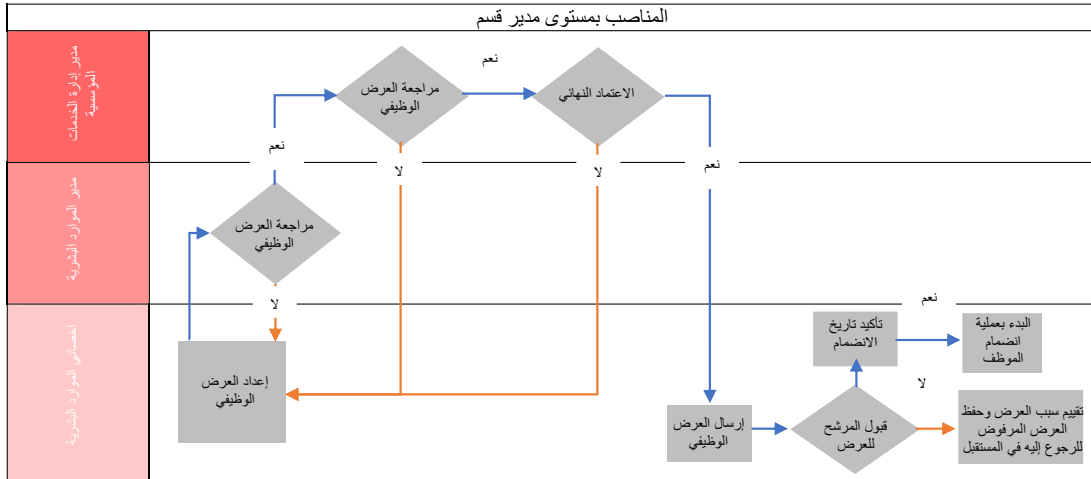 المناصب بمستوى مدير قسم
مدير إدارة الخدمات
المؤسسية
مراجعة العرض
الوظيفي
نعم
الاعتماد النهائي
نعم
لا
لا
نعم
مدير الموارد البشرية
مراجعة العرض
الوظيفي
لا
نعم
اخصائي الموارد البشرية
إعداد العرض
الوظيفي
تأكيد تاريخ
الانضمام
البدء بعملية
انضمام
الموظف
لا
إرسال العرض
الوظيفي
قبول المرشح
للعرض
تقييم سبب العرض وحفظ
العرض المرفوض
للرجوع إليه في المستقبل